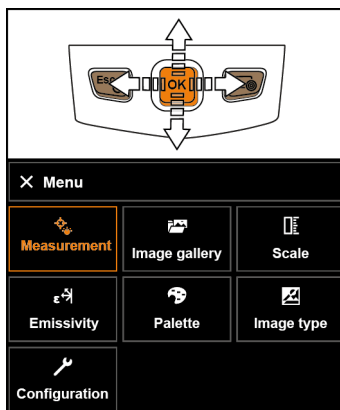 Esc
OK
× Menu
Measurement
Image gallery
Scale
Emissivity
Palette
Image type
Configuration